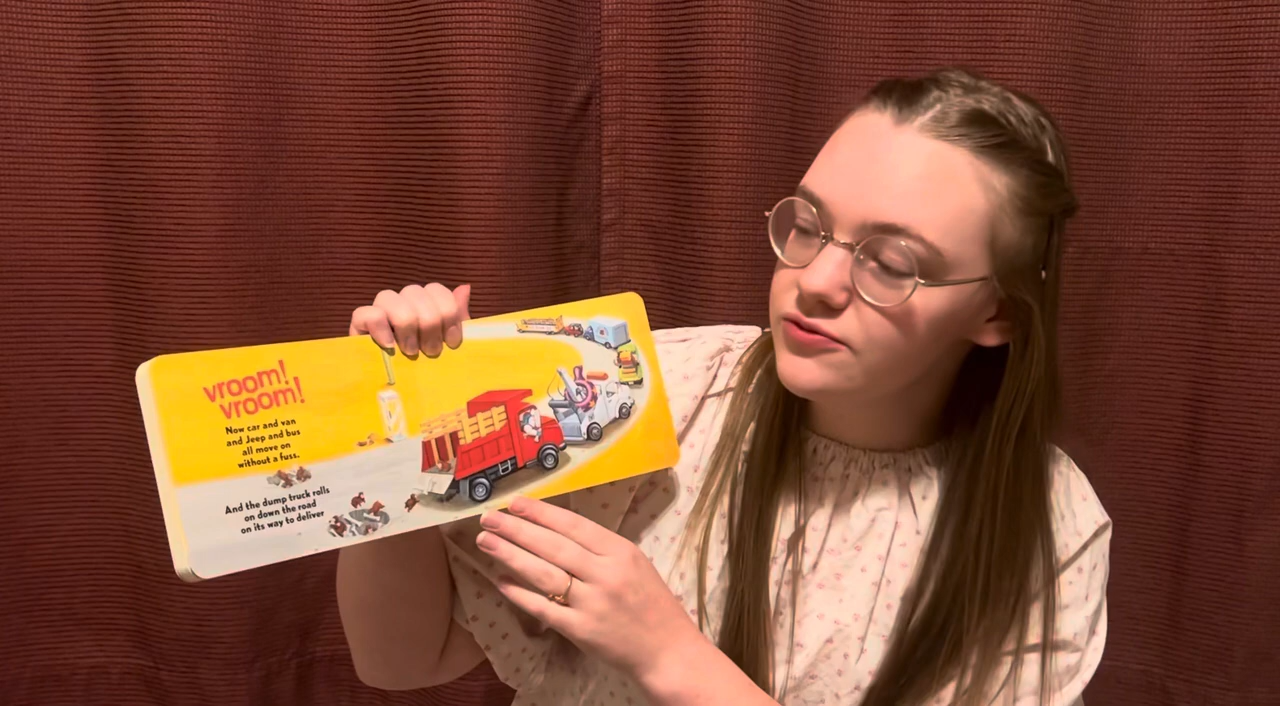 vroom!
vroom!
Now car and van
and Jeep and bus
all move on
without a fuss.
And the dump truck rolls
on down the road
on its way to deliver